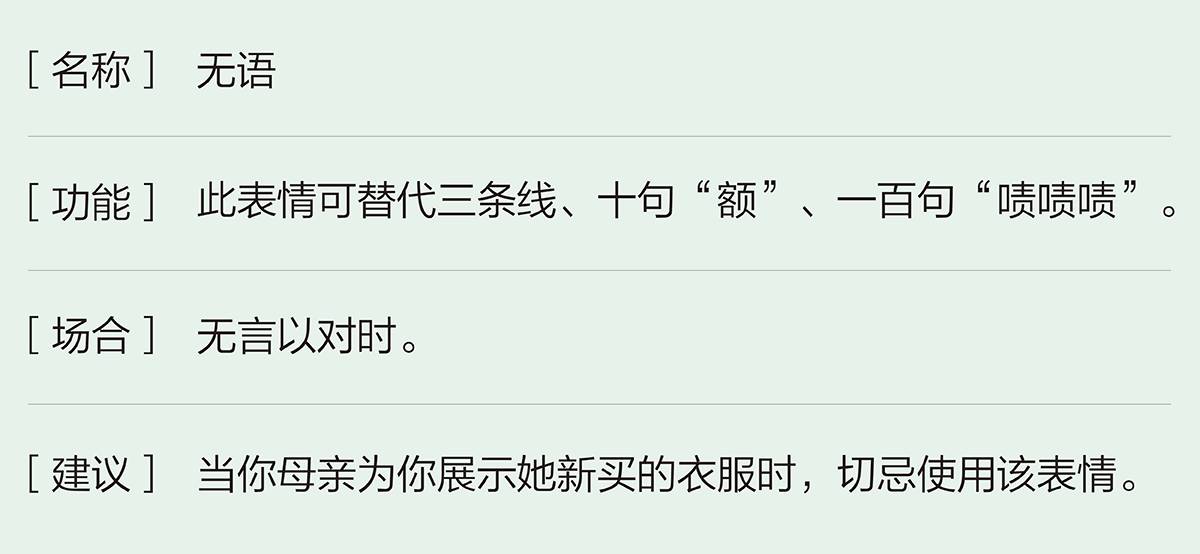 [ 名称 ] 无语
[ 功能 ] 此表情可替代三条线、十句“额”、一百句“啧啧啧”。
[ 场合 ] 无言以对时。
[ 建议 ] 当你母亲为你展示她新买的衣服时，切忌使用该表情。